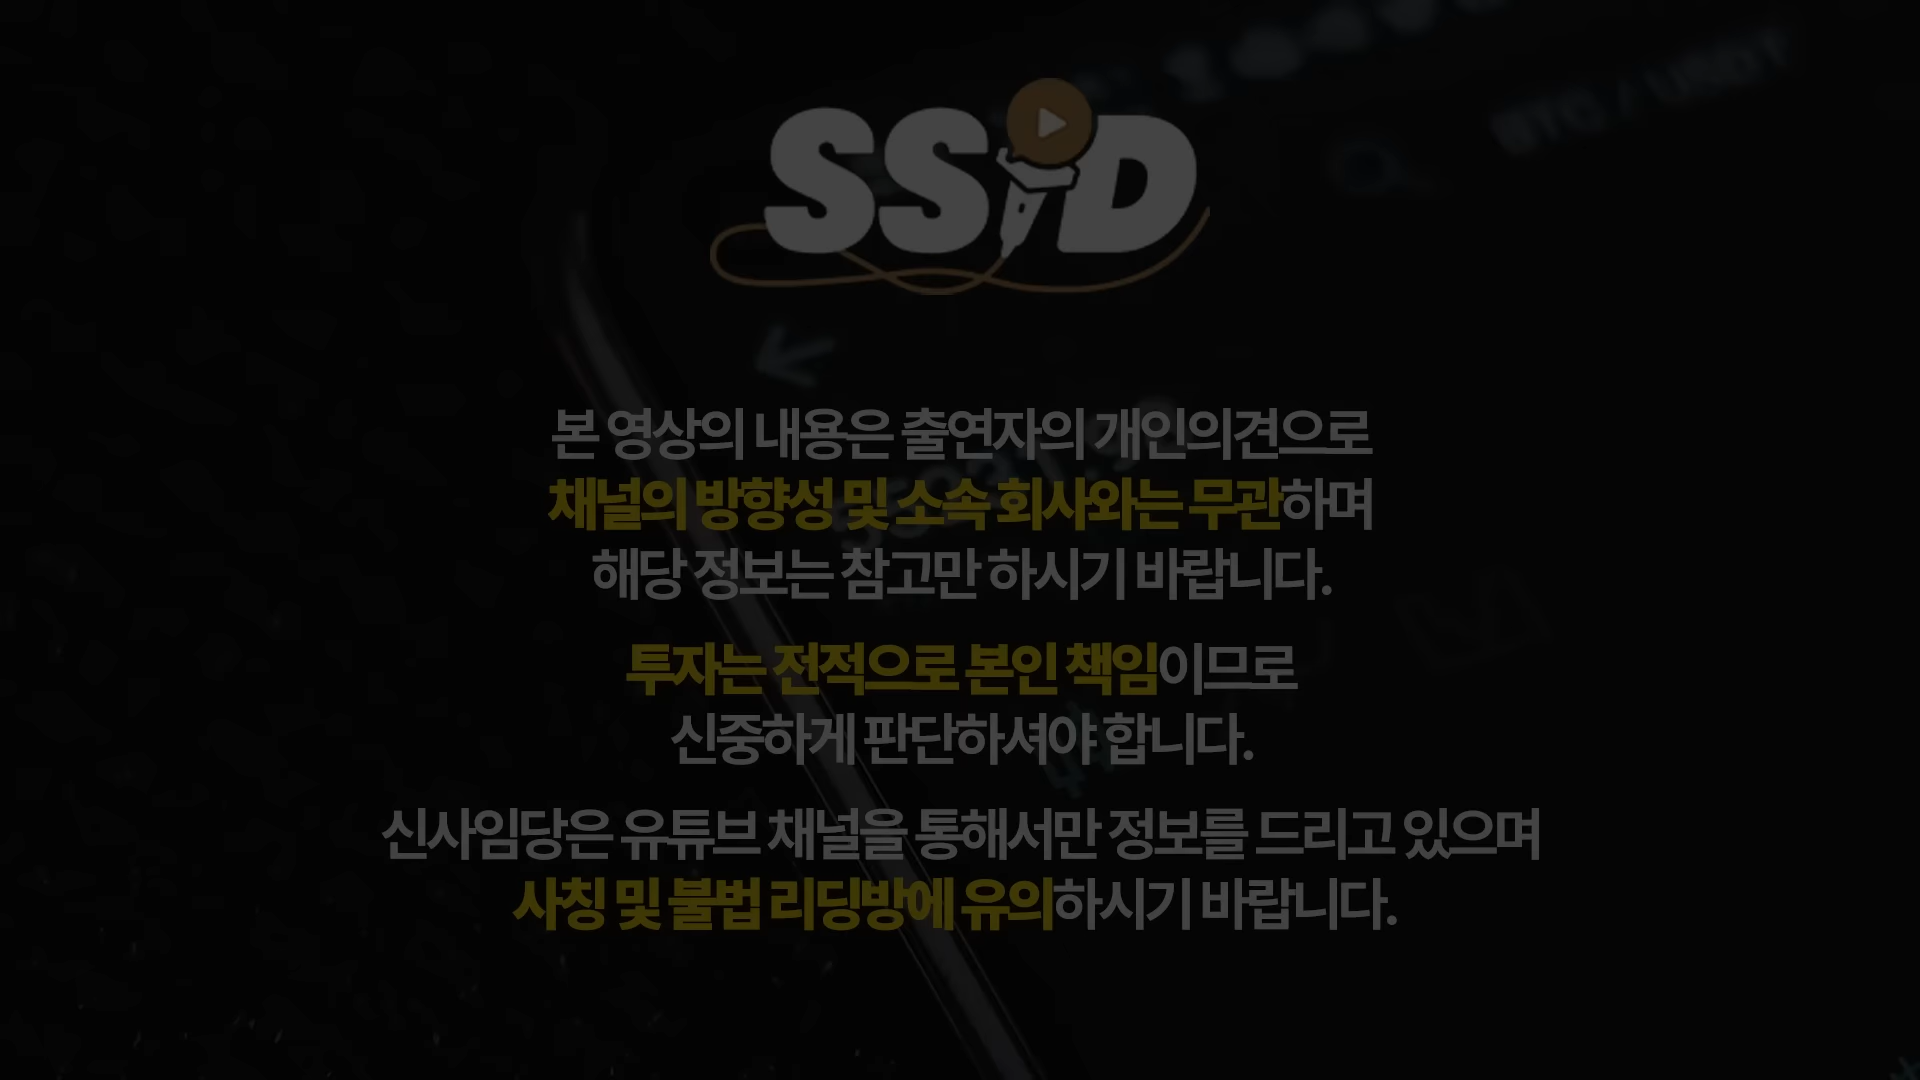 BTC / USDT
SSiD
본 영상의 내용은 출연자의 개인의견으로
채널의 방향성 및 소속 회사와는 무관하며
해당 정보는 참고만 하시기 바랍니다.
투자는 전적으로 본인 책임이므로
신중하게 판단하셔야 합니다.
신사임당은 유튜브 채널을 통해서만 정보를 드리고 있으며
사칭 및 불법 리딩방에 유의하시기 바랍니다.